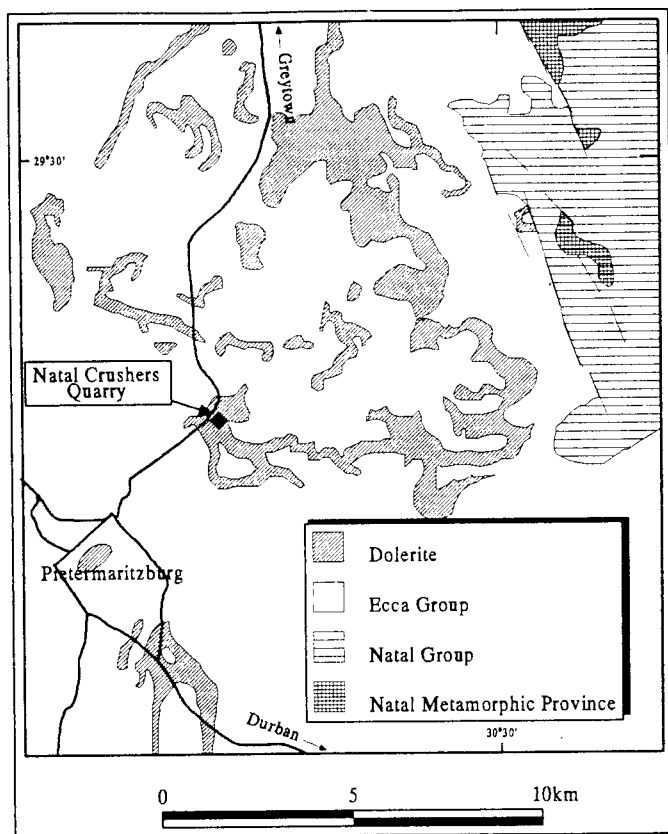 Greytown
29°30'
Natal Crushers
Quarry
Pietermaritzburg
Dolerite
Ecca Group
Natal Group
Natal Metamorphic Province
Durban
30°30'
0
5
10km